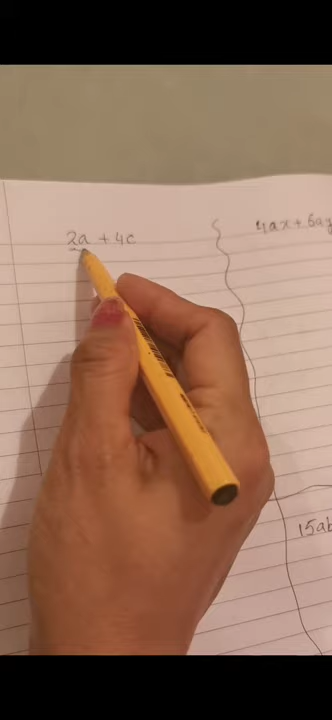 2a + 4c
4ax + 6ay
15ab